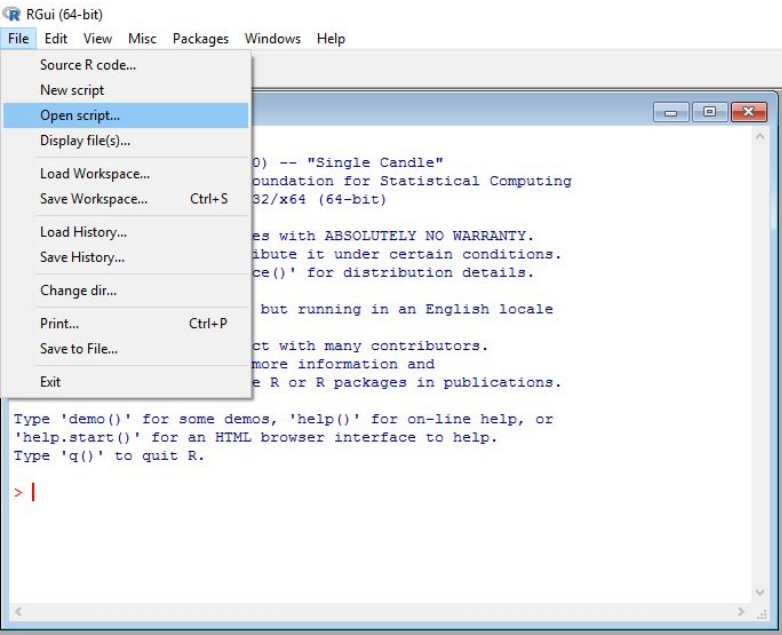 RGui (64-bit)
File Edit View Misc Packages Windows Help
Source R code...
New script
Open script...
Display file(s)...
Load Workspace...
Save Workspace... Ctrl+S
Load History...
Save History...
Change dir...
Print... Ctrl+P
Save to File...
Exit
0) -- "Single Candle"
oundation for Statistical Computing
32/x64 (64-bit)
es with ABSOLUTELY NO WARRANTY.
ibute it under certain conditions.
ce()' for distribution details.
but running in an English locale
ct with many contributors.
more information and
e R or R packages in publications.
Type 'demo()' for some demos, 'help()' for on-line help, or
'help.start()' for an HTML browser interface to help.
Type 'q()' to quit R.
>